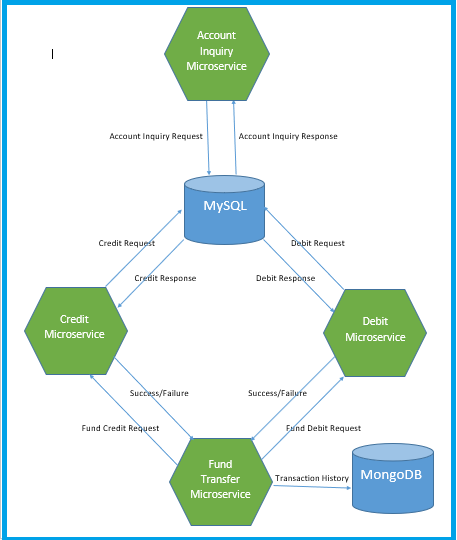 Account
Inquiry
Microservice
Account Inquiry Request
Account Inquiry Response
MySQL
Credit Request
Debit Request
Credit Response
Debit Response
Credit
Microservice
Debit
Microservice
Success/Failure
Success/Failure
Fund Credit Request
Fund Debit Request
Fund
Transfer
Microservice
Transaction History
MongoDB